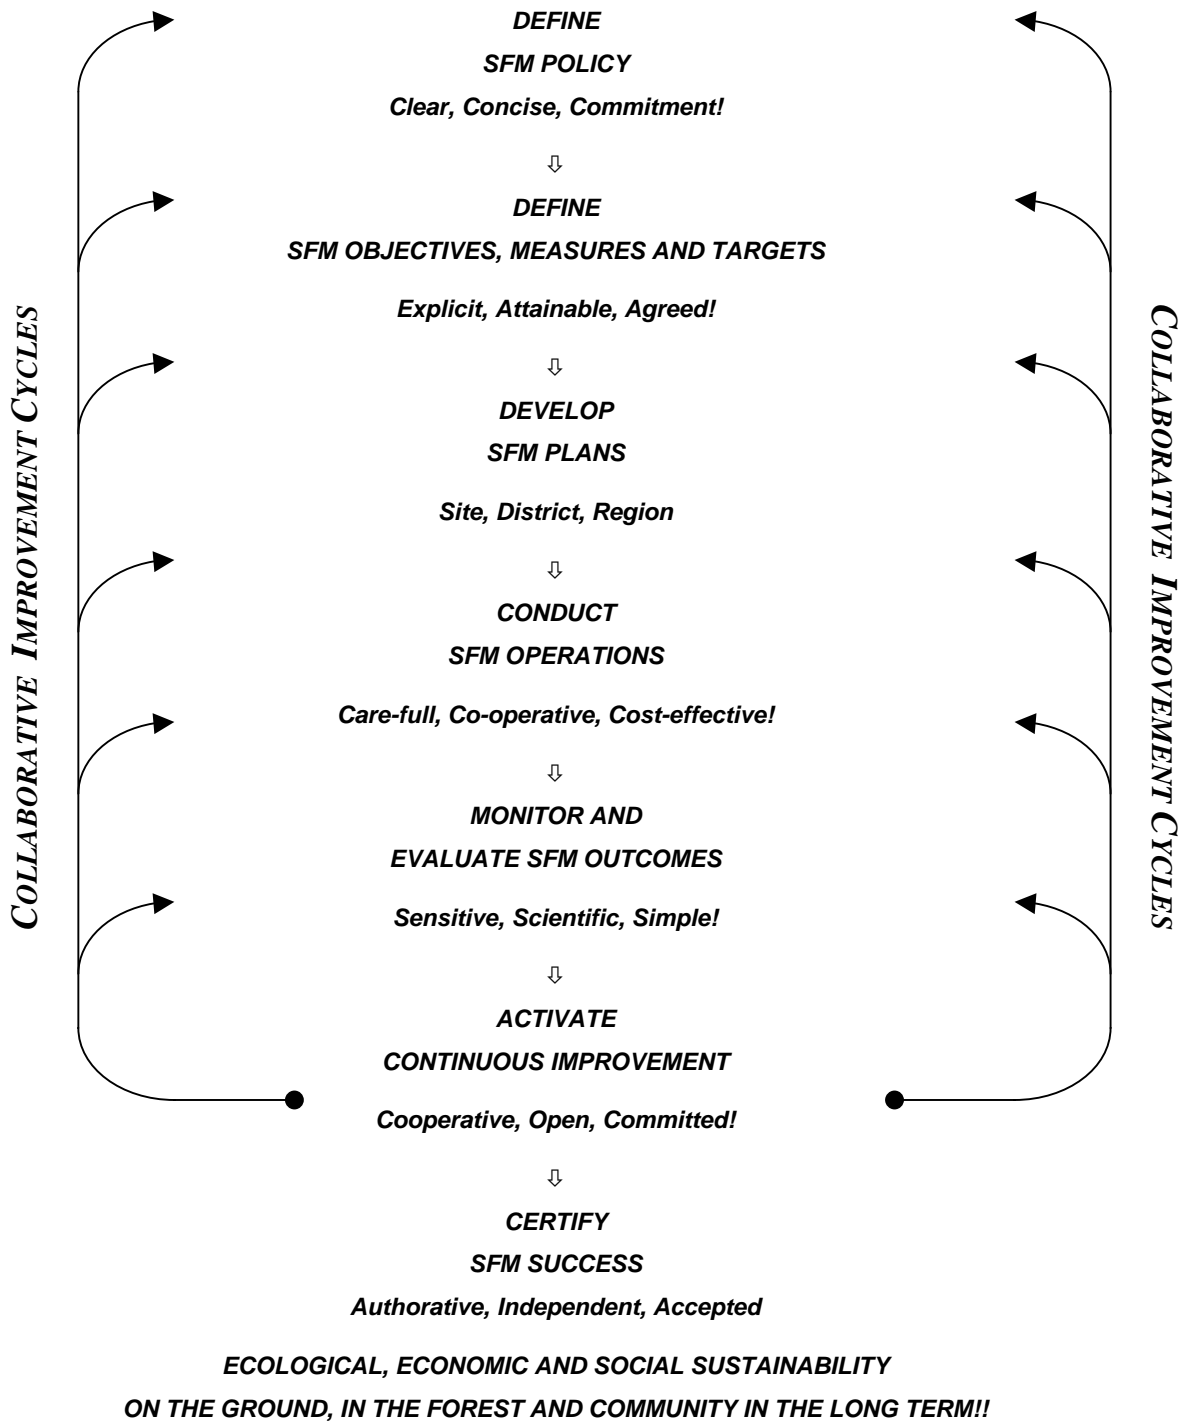 DEFINE
SFM POLICY
Clear, Concise, Commitment!
⇩
DEFINE
SFM OBJECTIVES, MEASURES AND TARGETS
Explicit, Attainable, Agreed!
⇩
DEVELOP
SFM PLANS
Site, District, Region
⇩
CONDUCT
SFM OPERATIONS
Care-full, Co-operative, Cost-effective!
⇩
MONITOR AND
EVALUATE SFM OUTCOMES
Sensitive, Scientific, Simple!
⇩
ACTIVATE
CONTINUOUS IMPROVEMENT
Cooperative, Open, Committed!
⇩
CERTIFY
SFM SUCCESS
Authorative, Independent, Accepted
ECOLOGICAL, ECONOMIC AND SOCIAL SUSTAINABILITY
ON THE GROUND, IN THE FOREST AND COMMUNITY IN THE LONG TERM!!
COLLABORATIVE IMPROVEMENT CYCLES
COLLABORATIVE IMPROVEMENT CYCLES